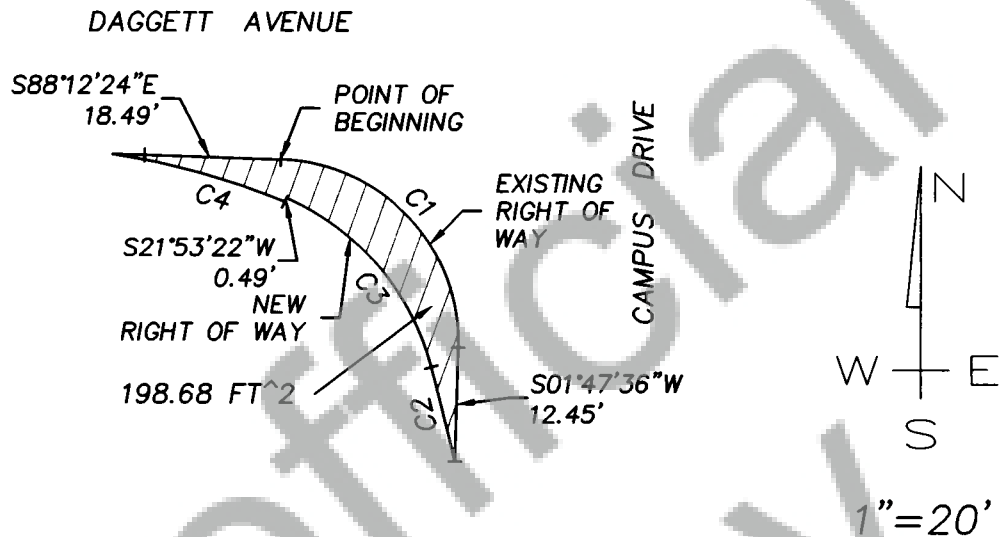 DAGGETT AVENUE
S88°12'24"E
18.49'
POINT OF
BEGINNING
CAMPUS DRIVE
C1
EXISTING
RIGHT OF
WAY
C4
S21°53'22"W
0.49'
C3
NEW
RIGHT OF WAY
198.68 FT^2
C2
S01°47'36"W
12.45'
N
W
E
S
1"=20'
official